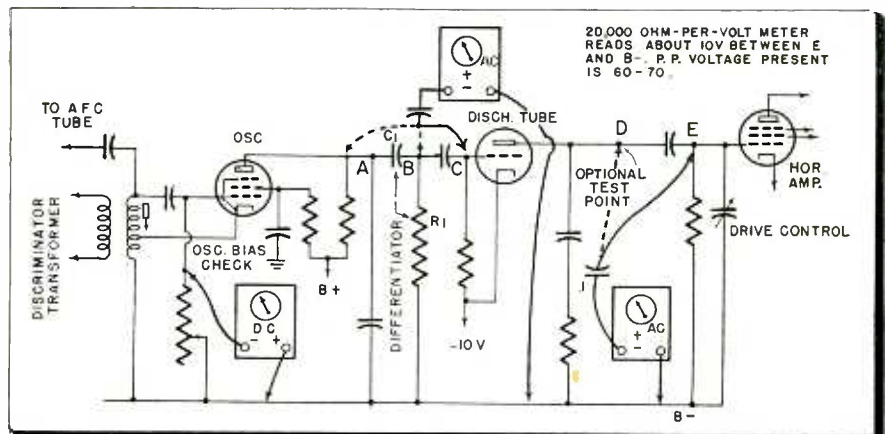 20,000 OHM-PER-VOLT METER
READS ABOUT 10V BETWEEN E
AND B-. P.P. VOLTAGE PRESENT
IS 60-70.
TO AFC
TUBE
OSC
AC
+
-
DISCH. TUBE
C1
A
B
C
D
E
OPTIONAL
TEST
POINT
HOR
AMP.
DRIVE CONTROL
DISCRIMINATOR
TRANSFORMER
OSC. BIAS
CHECK
B+
R1
DIFFERENTIATOR
DC
-
+
-10V
AC
+
-
B-